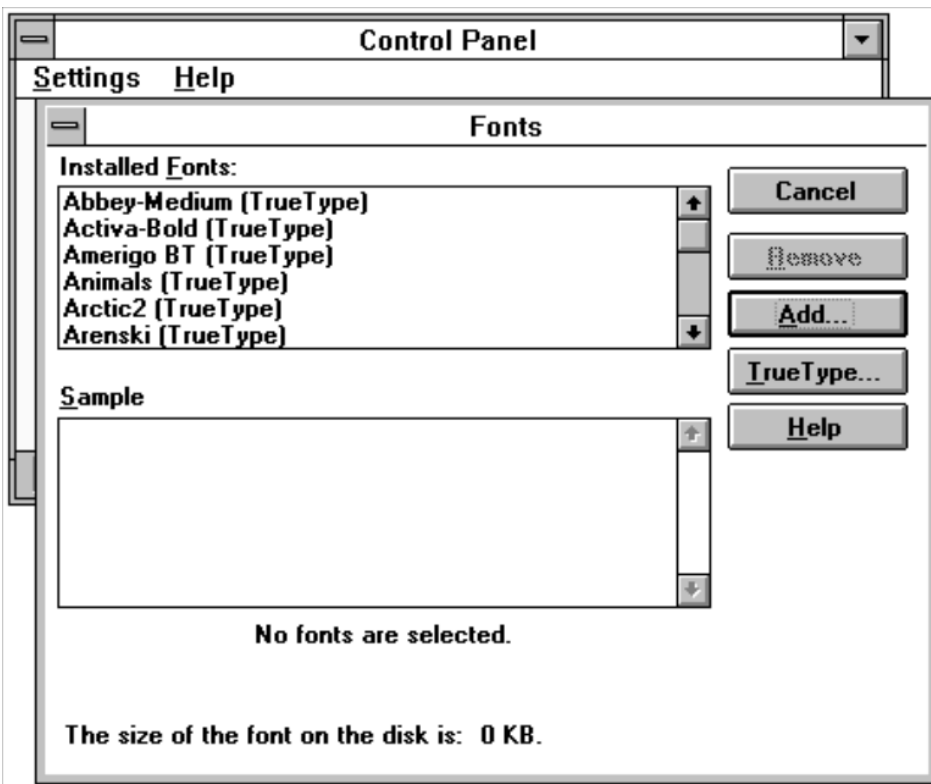 Control Panel
Settings Help
Fonts
Installed Fonts:
Abbey-Medium (TrueType)
Activa-Bold (TrueType)
Amerigo BT (TrueType)
Animals (TrueType)
Arctic2 (TrueType)
Arenski (TrueType)
Cancel
Remove
Add...
TrueType...
Help
Sample
No fonts are selected.
The size of the font on the disk is: 0 KB.